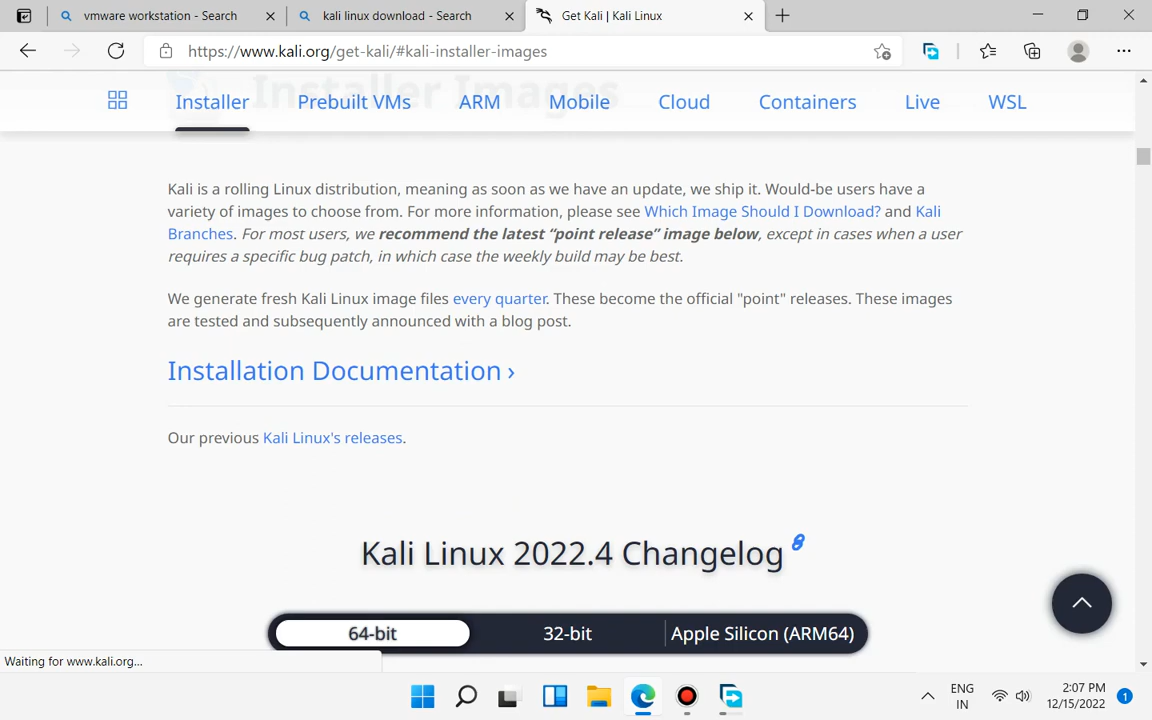 vmware workstation - Search
kali linux download - Search
Get Kali | Kali Linux
https://www.kali.org/get-kali/#kali-installer-images
Installer Images
Installer
Prebuilt VMs
ARM
Mobile
Cloud
Containers
Live
WSL
Kali is a rolling Linux distribution, meaning as soon as we have an update, we ship it. Would-be users have a
variety of images to choose from. For more information, please see Which Image Should I Download? and Kali
Branches. For most users, we recommend the latest “point release” image below, except in cases when a user
requires a specific bug patch, in which case the weekly build may be best.
We generate fresh Kali Linux image files every quarter. These become the official "point" releases. These images
are tested and subsequently announced with a blog post.
Installation Documentation ›
Our previous Kali Linux's releases.
Kali Linux 2022.4 Changelog
64-bit
32-bit
Apple Silicon (ARM64)
Waiting for www.kali.org...
ENG
IN
2:07 PM
12/15/2022
1